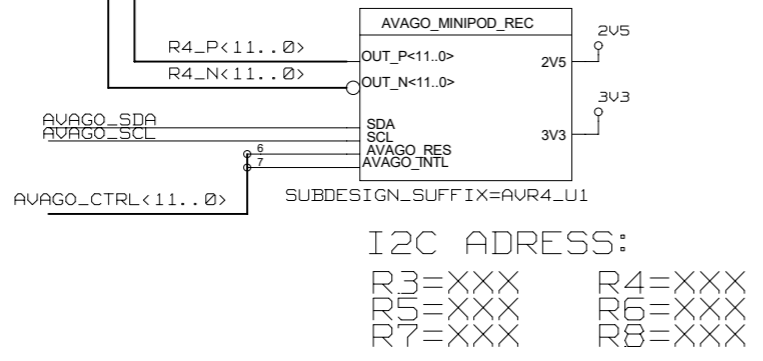 AVAGO_MINIPOD_REC
2V5
R4_P<11..0>
OUT_P<11..0>
2V5
R4_N<11..0>
OUT_N<11..0>
3V3
AVAGO_SDA
SDA
AVAGO_SCL
SCL
3V3
6
AVAGO_RES
7
AVAGO_INTL
AVAGO_CTRL<11..0>
SUBDESIGN_SUFFIX=AVR4_U1
I2C ADRESS:
R3=XXX R4=XXX
R5=XXX R6=XXX
R7=XXX R8=XXX